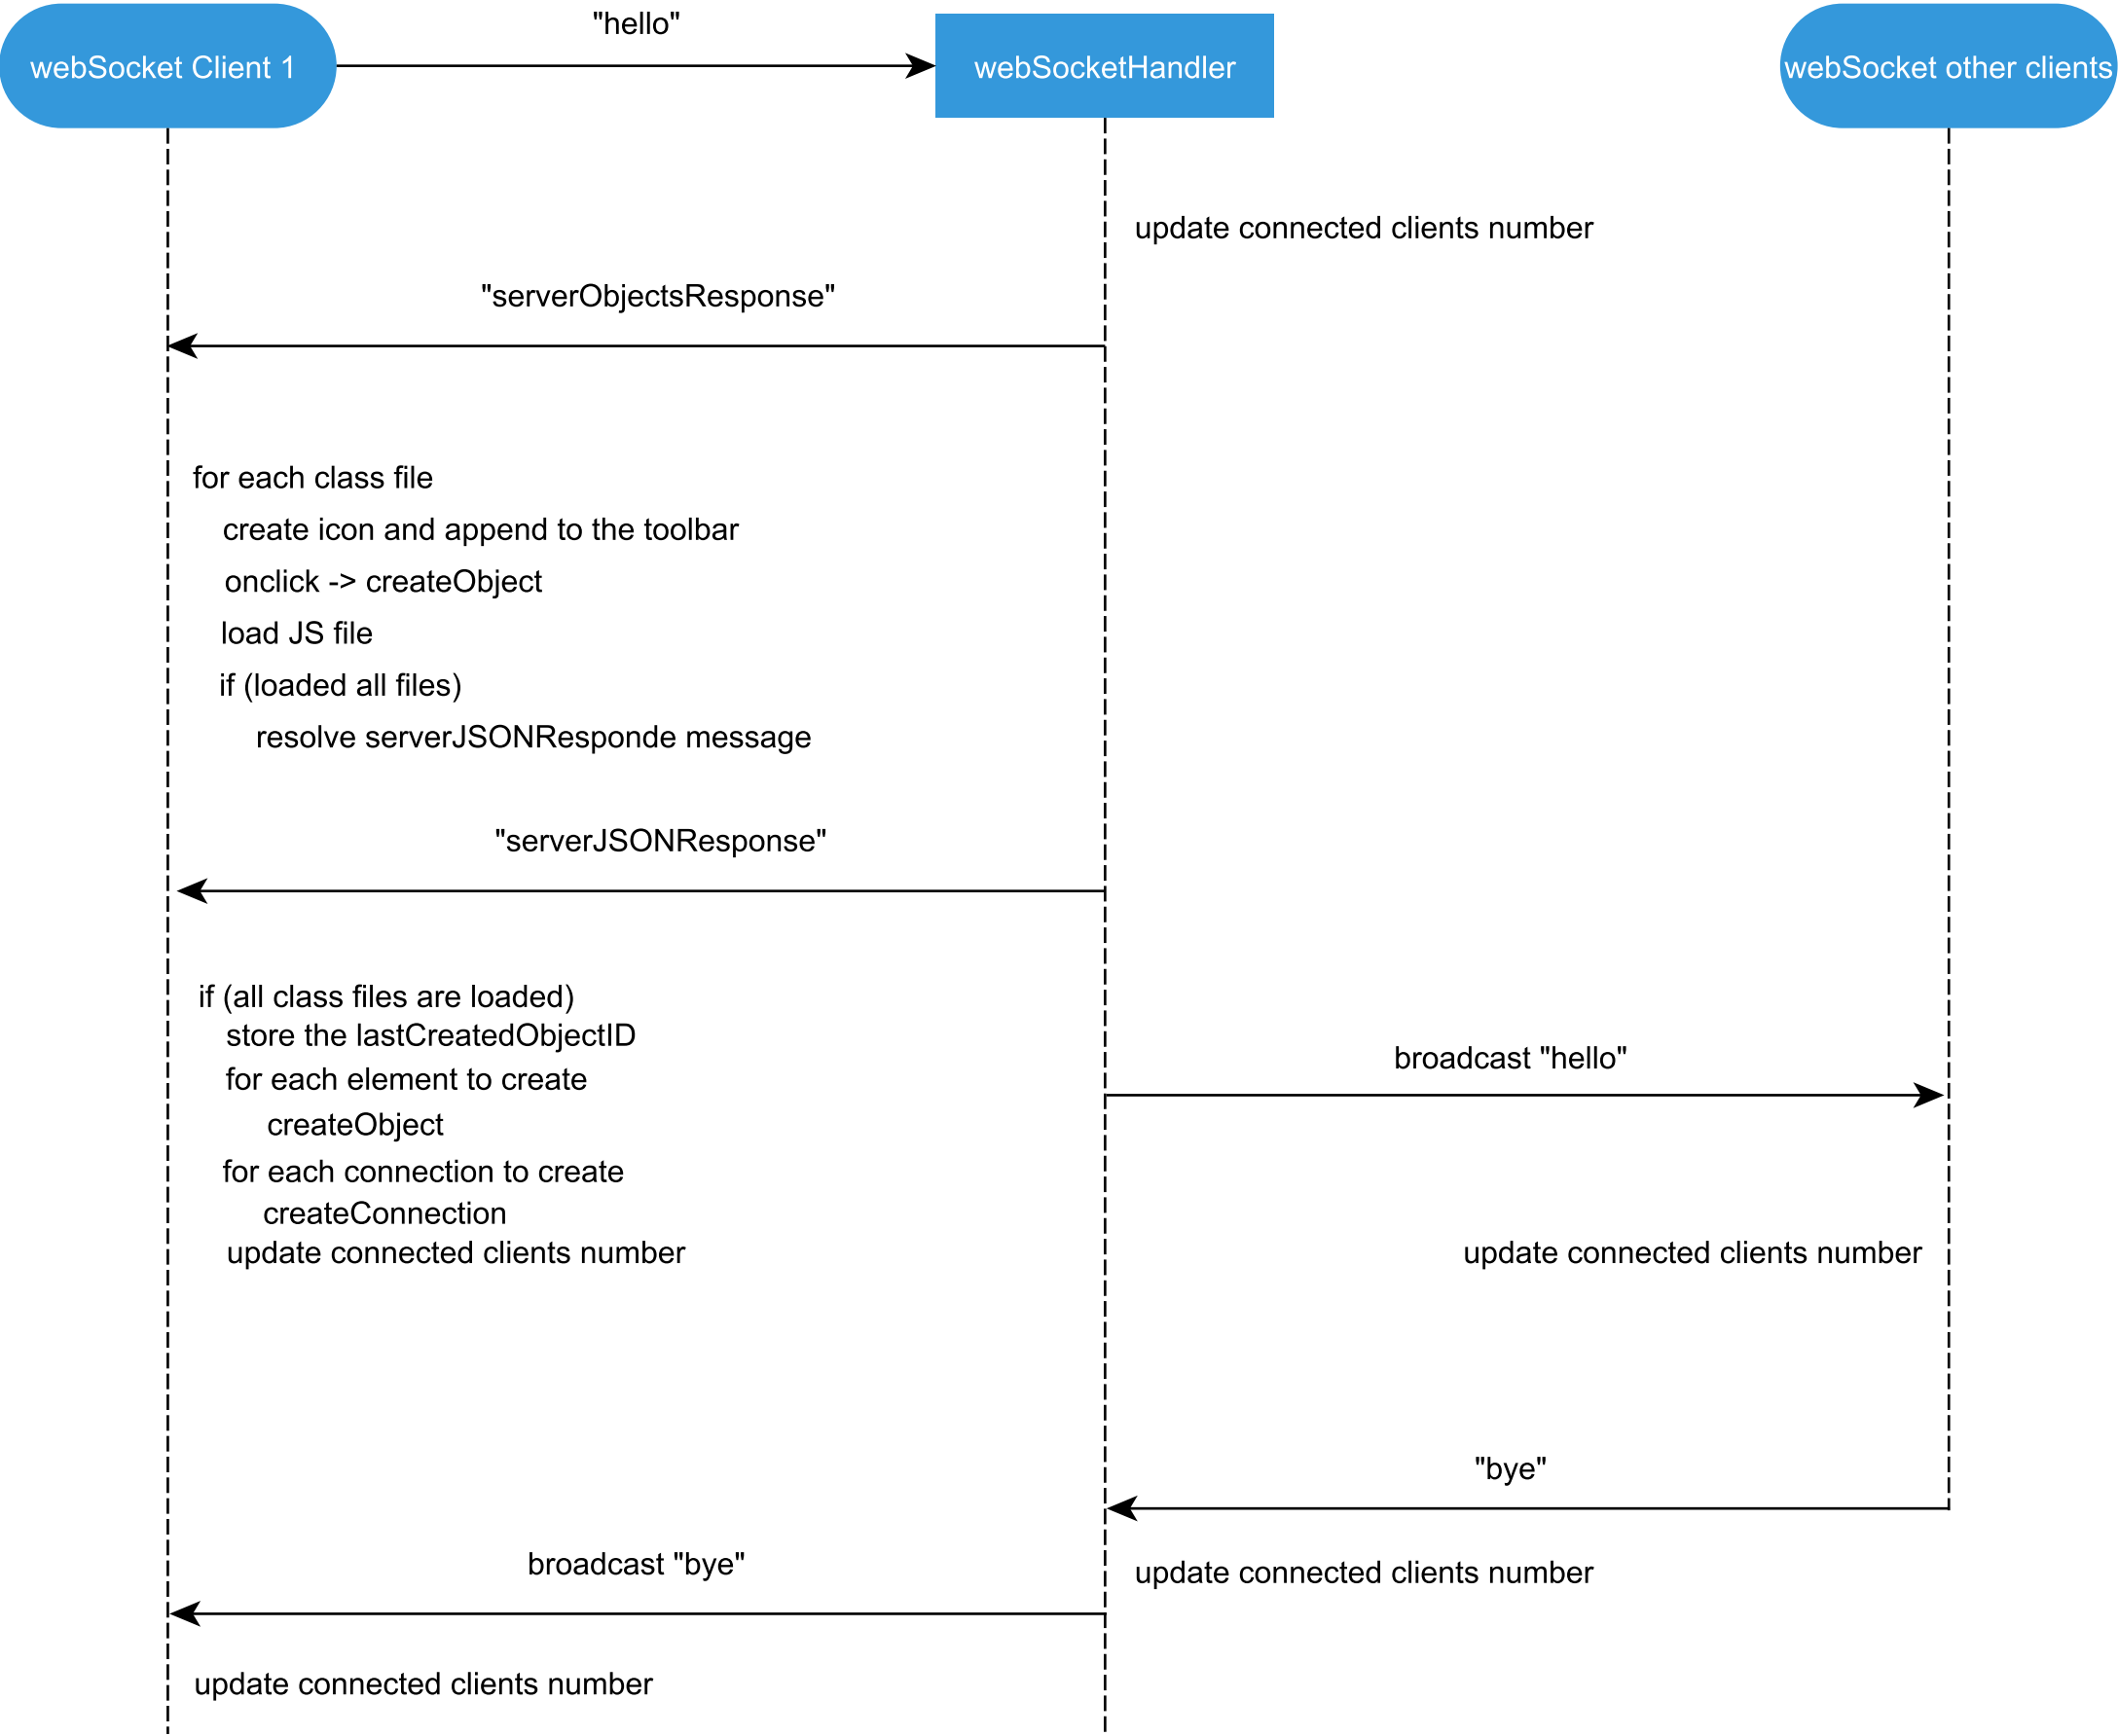 webSocket Client 1
"hello"
webSocketHandler
webSocket other clients
update connected clients number
"serverObjectsResponse"
for each class file
create icon and append to the toolbar
onclick -> createObject
load JS file
if (loaded all files)
resolve serverJSONResponde message
"serverJSONResponse"
if (all class files are loaded)
store the lastCreatedObjectID
for each element to create
createObject
for each connection to create
createConnection
update connected clients number
broadcast "hello"
update connected clients number
"bye"
update connected clients number
broadcast "bye"
update connected clients number